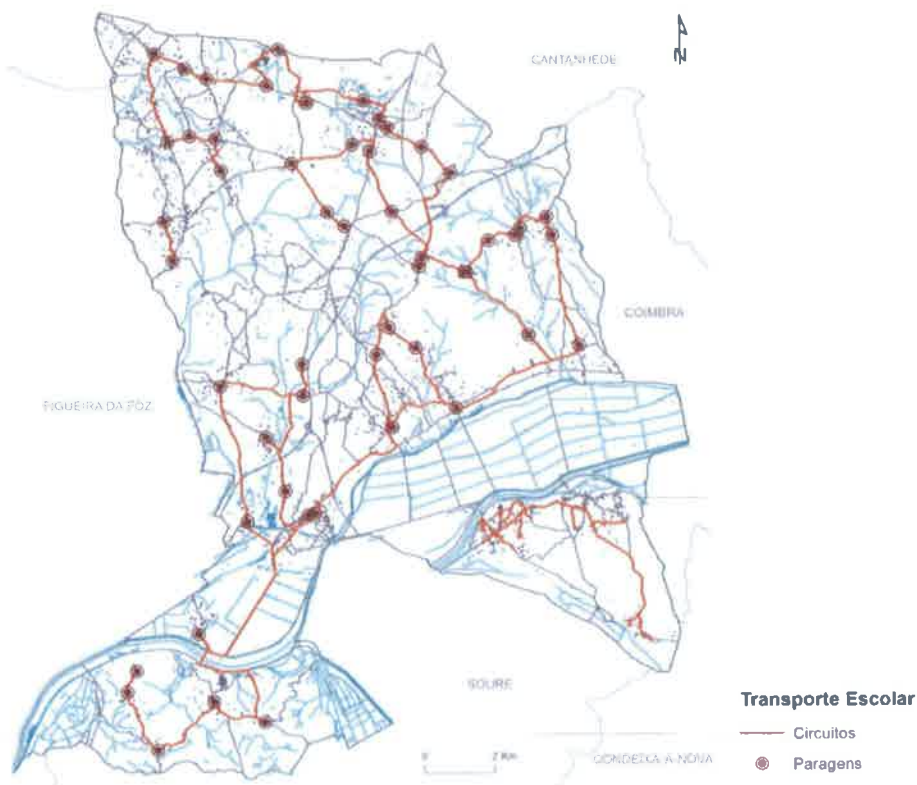 N
CANTANHEDE
COIMBRA
FIGUEIRA DA FOZ
SOURE
Transporte Escolar
Circuitos
0 2 Km
CONDEIXA-A-NOVA
Paragens